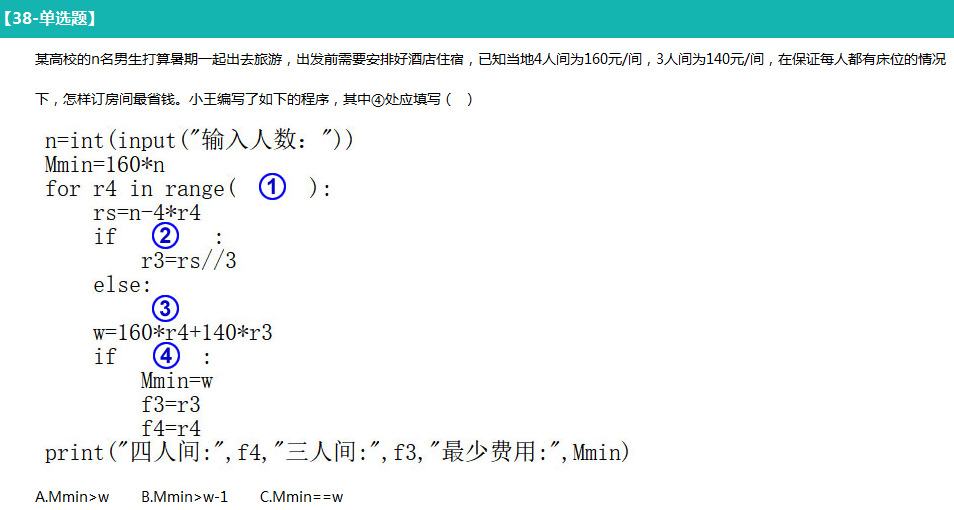 【38-单选题】
某高校的n名男生打算暑期一起出去旅游，出发前需要安排好酒店住宿，已知当地4人间为160元/间，3人间为140元/间，在保证每人都有床位的情况
下，怎样订房间最省钱。小王编写了如下的程序，其中④处应填写（　）
n=int(input("输入人数："))
Mmin=160*n
for r4 in range( ① ):
    rs=n-4*r4
    if ② :
        r3=rs//3
    else:
        ③
    w=160*r4+140*r3
    if ④ :
        Mmin=w
        f3=r3
        f4=r4
print("四人间:",f4,"三人间:",f3,"最少费用:",Mmin)
A.Mmin>w B.Mmin>w-1 C.Mmin==w